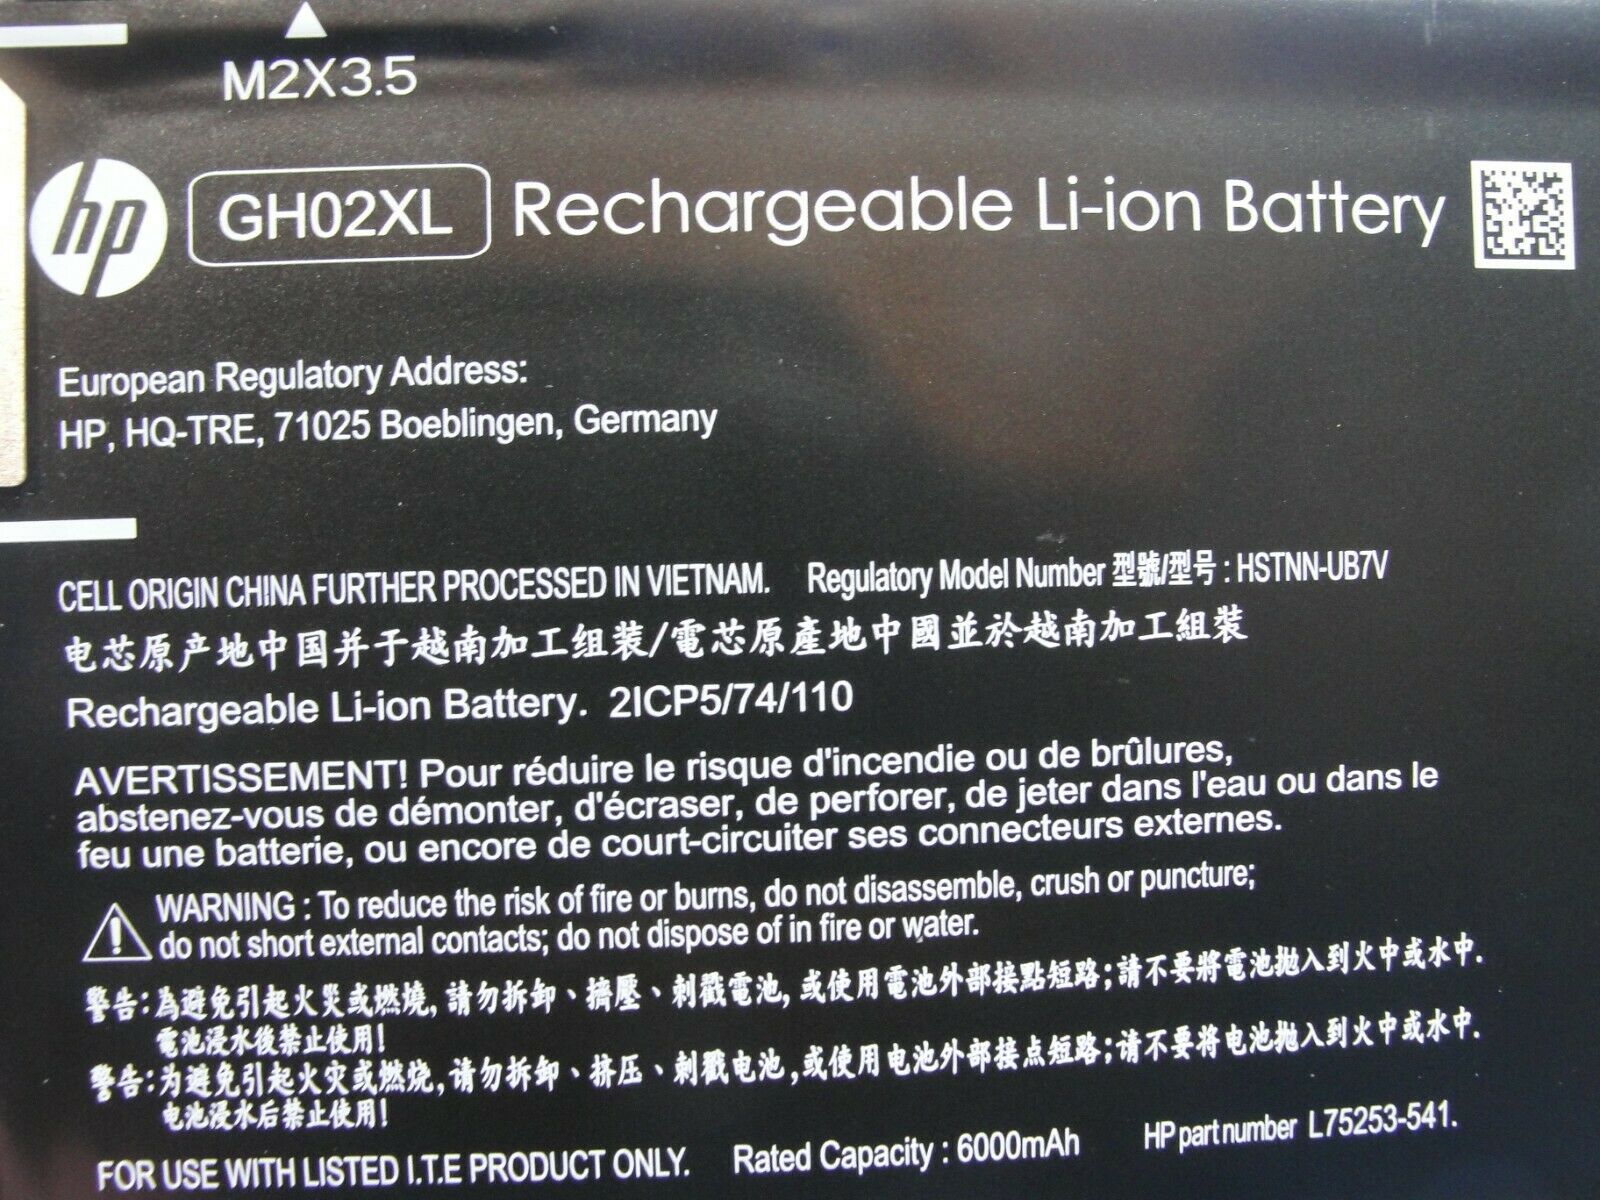 M2X3.5
hp GH02XL Rechargeable Li-ion Battery
European Regulatory Address:
HP, HQ-TRE, 71025 Boeblingen, Germany
CELL ORIGIN CHINA FURTHER PROCESSED IN VIETNAM. Regulatory Model Number 型號/型号 : HSTNN-UB7V
电芯原产地中国并于越南加工组装/電芯原產地中國並於越南加工組裝
Rechargeable Li-ion Battery. 2ICP5/74/110
AVERTISSEMENT! Pour réduire le risque d'incendie ou de brûlures,
abstenez-vous de démonter, d'écraser, de perforer, de jeter dans l'eau ou dans le
feu une batterie, ou encore de court-circuiter ses connecteurs externes.
WARNING : To reduce the risk of fire or burns, do not disassemble, crush or puncture;
do not short external contacts; do not dispose of in fire or water.
警告:為避免引起火災或燃燒,請勿拆卸、擠壓、刺戳電池,或使用電池外部接點短路;請不要將電池拋入到火中或水中.
電池浸水後禁止使用!
警告:为避免引起火灾或燃烧,请勿拆卸、挤压、刺戳电池,或使用电池外部接点短路;请不要将电池抛入到火中或水中.
电池浸水后禁止使用!
FOR USE WITH LISTED I.T.E PRODUCT ONLY. Rated Capacity : 6000mAh HP part number L75253-541.